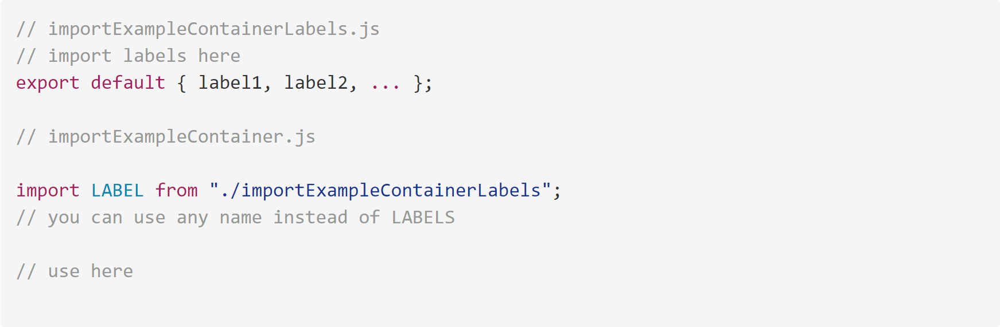 // importExampleContainerLabels.js
// import labels here
export default { label1, label2, ... };
// importExampleContainer.js
import LABEL from "./importExampleContainerLabels";
// you can use any name instead of LABELS
// use here